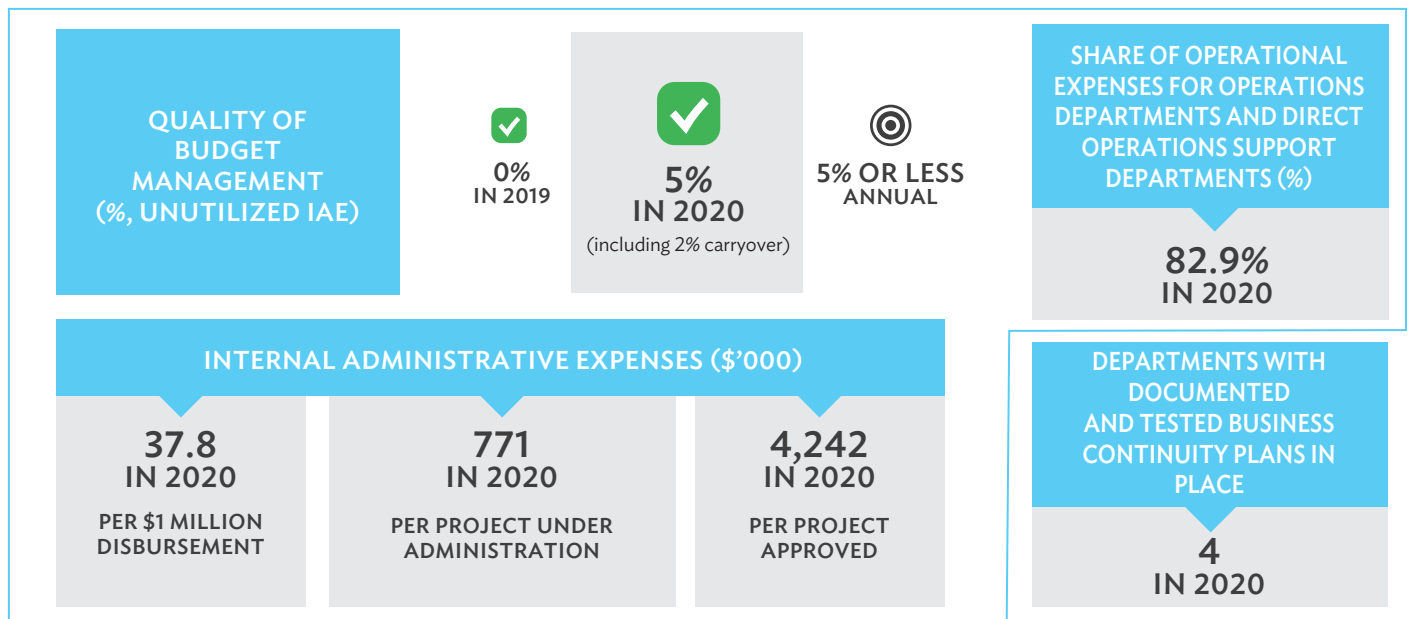 QUALITY OF
BUDGET
MANAGEMENT
(%, UNUTILIZED IAE)
0%
IN 2019
5%
IN 2020
(including 2% carryover)
5% OR LESS
ANNUAL
SHARE OF OPERATIONAL
EXPENSES FOR OPERATIONS
DEPARTMENTS AND DIRECT
OPERATIONS SUPPORT
DEPARTMENTS (%)
82.9%
IN 2020
INTERNAL ADMINISTRATIVE EXPENSES ($’000)
37.8
IN 2020
PER $1 MILLION
DISBURSEMENT
771
IN 2020
PER PROJECT UNDER
ADMINISTRATION
4,242
IN 2020
PER PROJECT
APPROVED
DEPARTMENTS WITH
DOCUMENTED
AND TESTED BUSINESS
CONTINUITY PLANS IN
PLACE
4
IN 2020